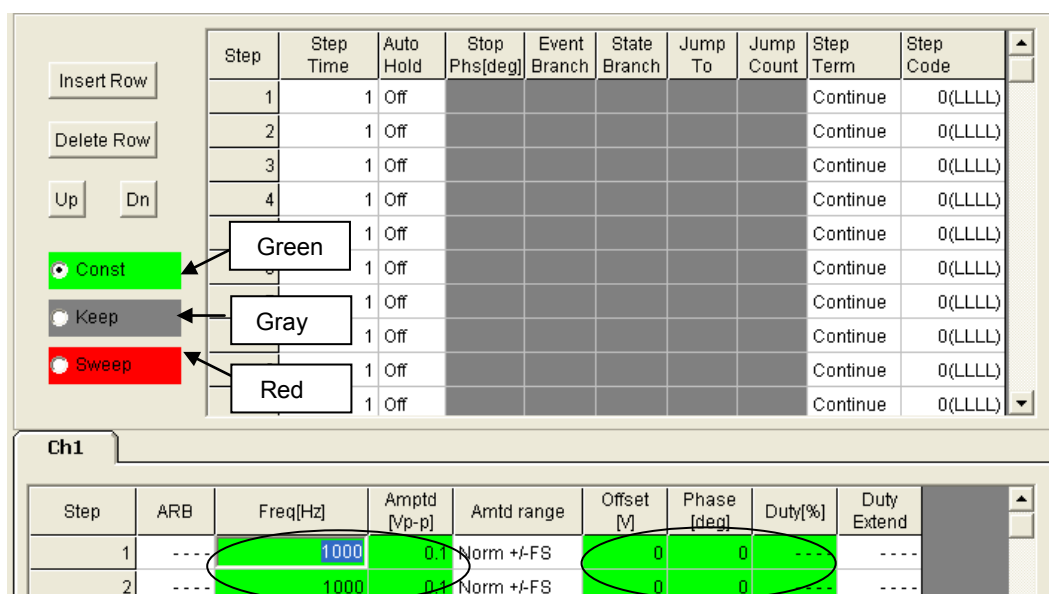 Step Step Time Auto Hold Stop Phs[deg] Event Branch State Branch Jump To Jump Count Step Term Step Code
Insert Row
Delete Row
Up Dn
Const
Keep
Sweep
1 1 Off Continue 0(LLLL)
2 1 Off Continue 0(LLLL)
3 1 Off Continue 0(LLLL)
4 1 Off Continue 0(LLLL)
1 Off Continue 0(LLLL)
1 Off Continue 0(LLLL)
1 Off Continue 0(LLLL)
1 Off Continue 0(LLLL)
1 Off Continue 0(LLLL)
1 Off Continue 0(LLLL)
Green
Gray
Red
Ch1
Step ARB Freq[Hz] Amptd [Vp-p] Amtd range Offset [V] Phase [deg] Duty[%] Duty Extend
1 ---- 1000 0.1 Norm +/-FS 0 0 ---- ----
2 ---- 1000 0.1 Norm +/-FS 0 0 ---- ----